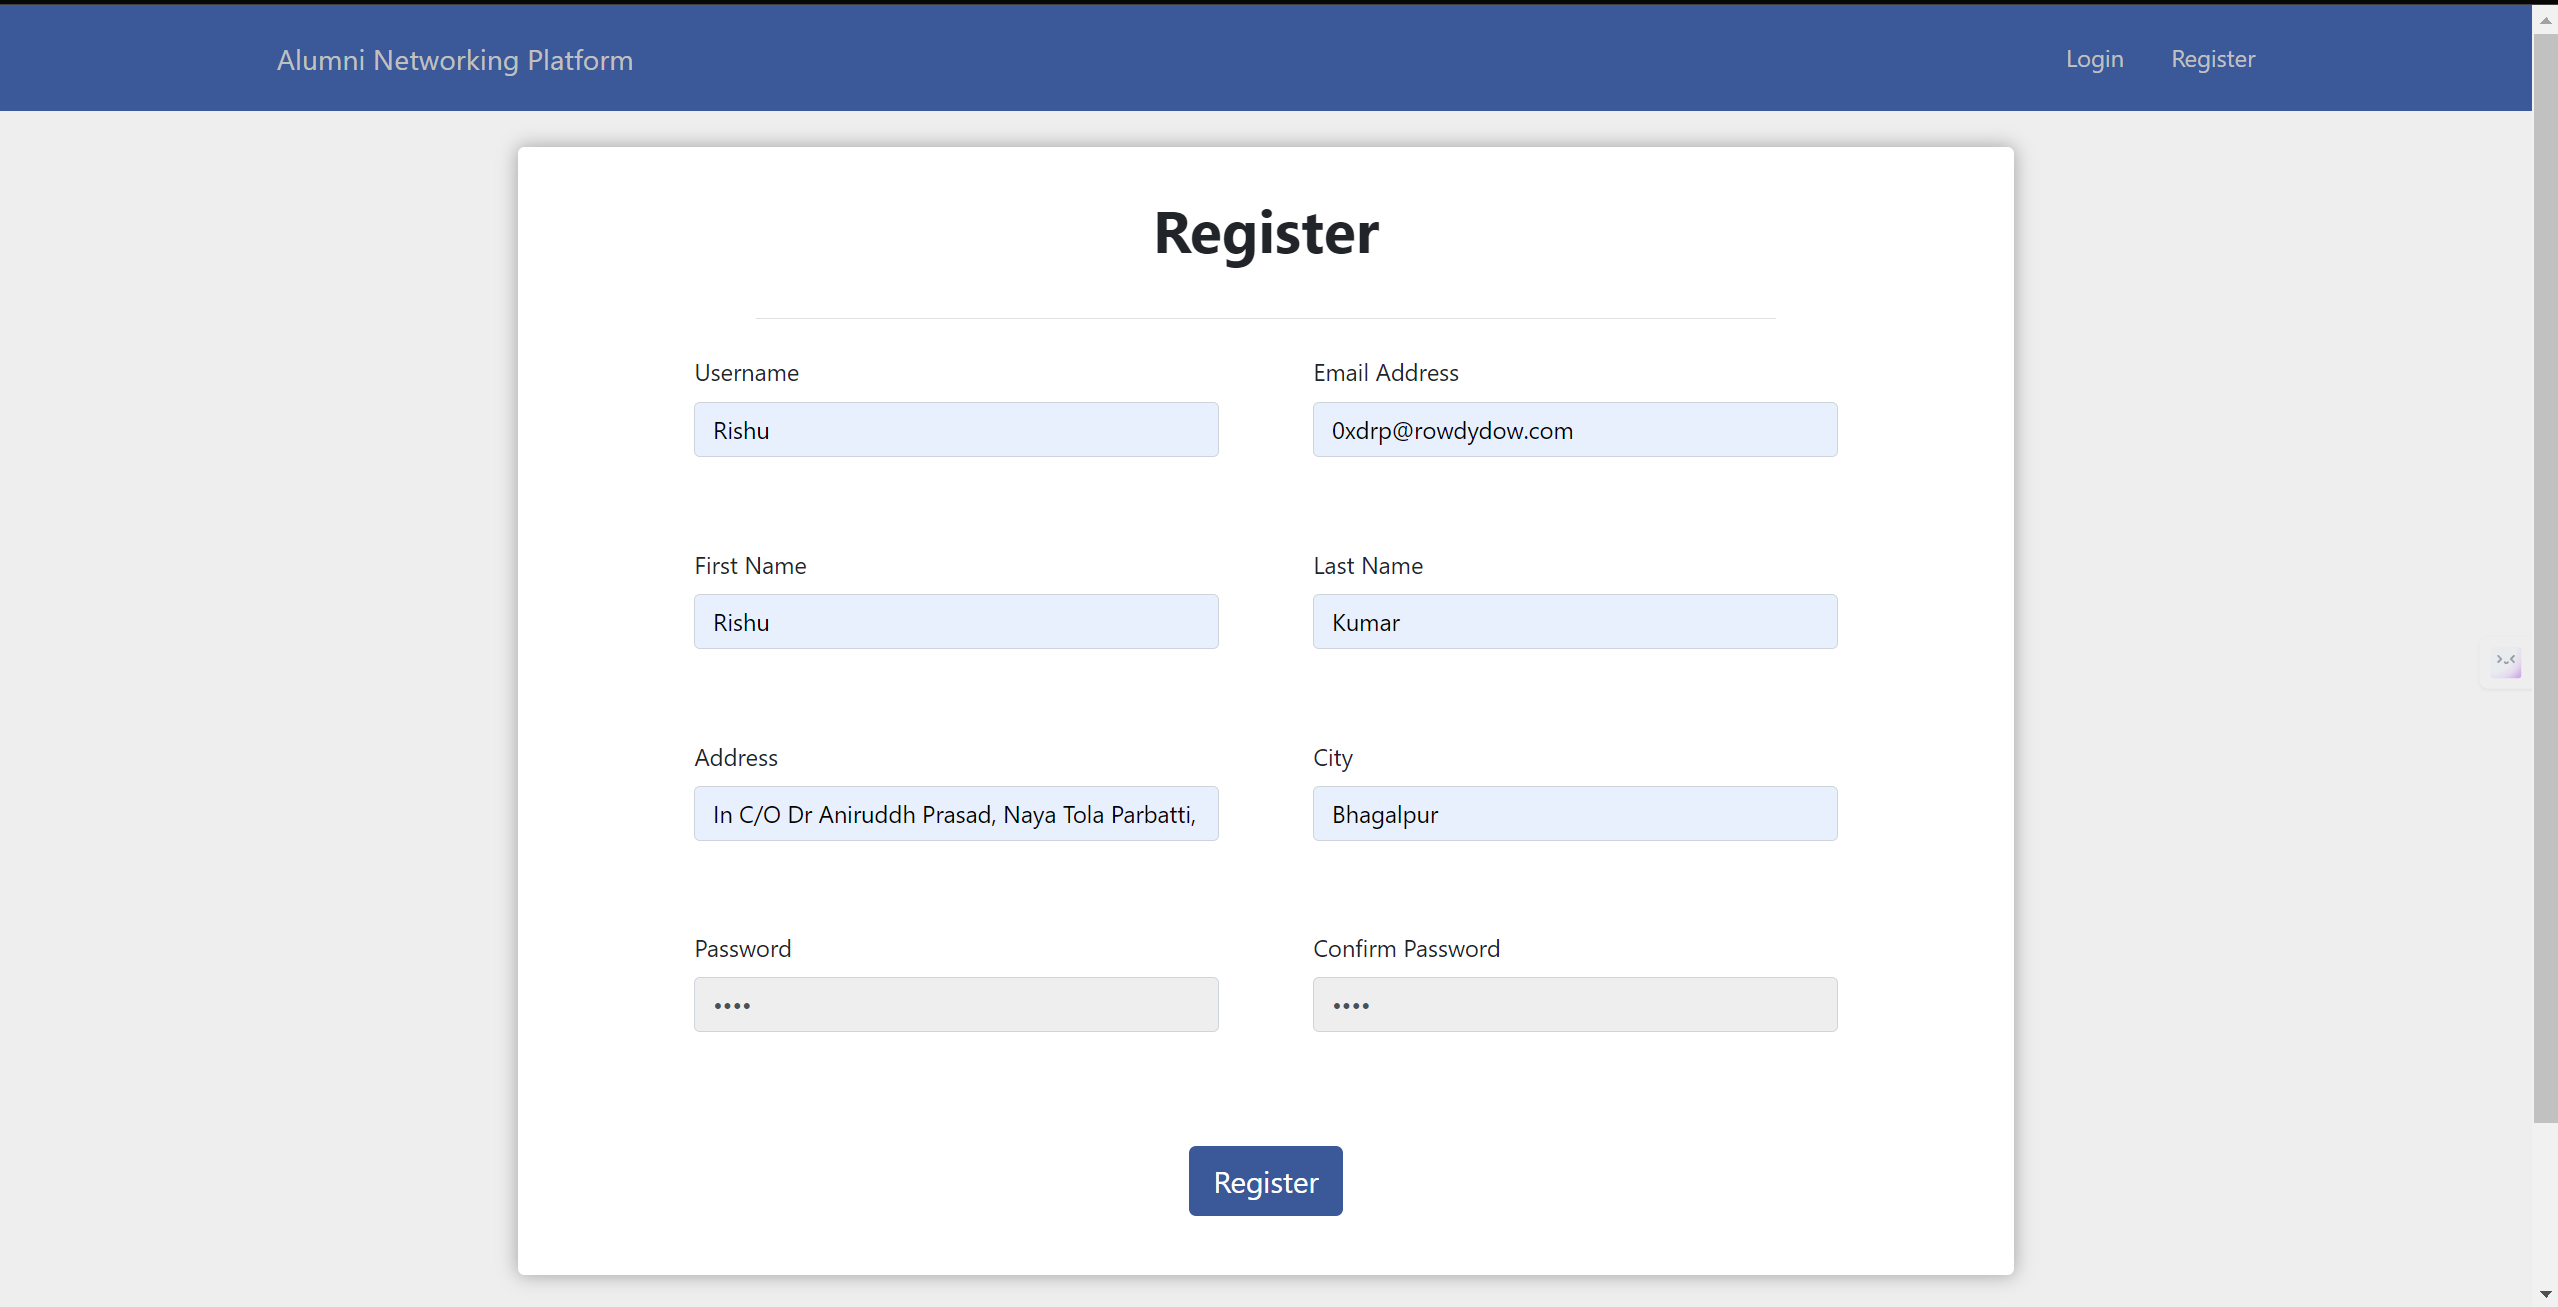 Alumni Networking Platform Login Register
Register
Username Email Address
Rishu 0xdrp@rowdydow.com
First Name Last Name
Rishu Kumar
Address City
In C/O Dr Aniruddh Prasad, Naya Tola Parbatti, Bhagalpur
Password Confirm Password
•••• ••••
Register